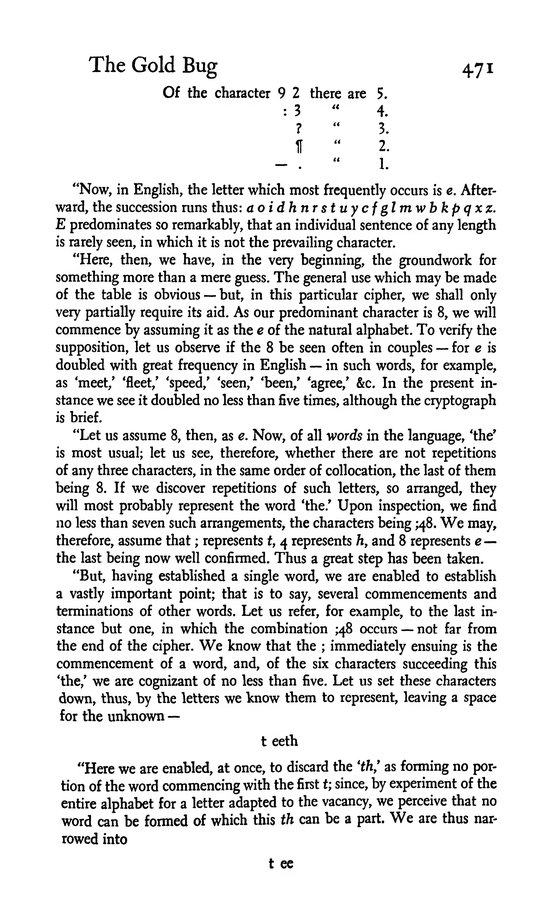 The Gold Bug 471
Of the character 9 2 there are 5.
: 3 “ 4.
? “ 3.
¶ “ 2.
— . “ 1.
“Now, in English, the letter which most frequently occurs is e. After-
ward, the succession runs thus: a o i d h n r s t u y c f g l m w b k p q x z.
E predominates so remarkably, that an individual sentence of any length
is rarely seen, in which it is not the prevailing character.
“Here, then, we have, in the very beginning, the groundwork for
something more than a mere guess. The general use which may be made
of the table is obvious — but, in this particular cipher, we shall only
very partially require its aid. As our predominant character is 8, we will
commence by assuming it as the e of the natural alphabet. To verify the
supposition, let us observe if the 8 be seen often in couples — for e is
doubled with great frequency in English — in such words, for example,
as ‘meet,’ ‘fleet,’ ‘speed,’ ‘seen,’ ‘been,’ ‘agree,’ &c. In the present in-
stance we see it doubled no less than five times, although the cryptograph
is brief.
“Let us assume 8, then, as e. Now, of all words in the language, ‘the’
is most usual; let us see, therefore, whether there are not repetitions
of any three characters, in the same order of collocation, the last of them
being 8. If we discover repetitions of such letters, so arranged, they
will most probably represent the word ‘the.’ Upon inspection, we find
no less than seven such arrangements, the characters being ;48. We may,
therefore, assume that ; represents t, 4 represents h, and 8 represents e —
the last being now well confirmed. Thus a great step has been taken.
“But, having established a single word, we are enabled to establish
a vastly important point; that is to say, several commencements and
terminations of other words. Let us refer, for example, to the last in-
stance but one, in which the combination ;48 occurs — not far from
the end of the cipher. We know that the ; immediately ensuing is the
commencement of a word, and, of the six characters succeeding this
‘the,’ we are cognizant of no less than five. Let us set these characters
down, thus, by the letters we know them to represent, leaving a space
for the unknown —
t eeth
“Here we are enabled, at once, to discard the ‘th,’ as forming no por-
tion of the word commencing with the first t; since, by experiment of the
entire alphabet for a letter adapted to the vacancy, we perceive that no
word can be formed of which this th can be a part. We are thus nar-
rowed into
t ee